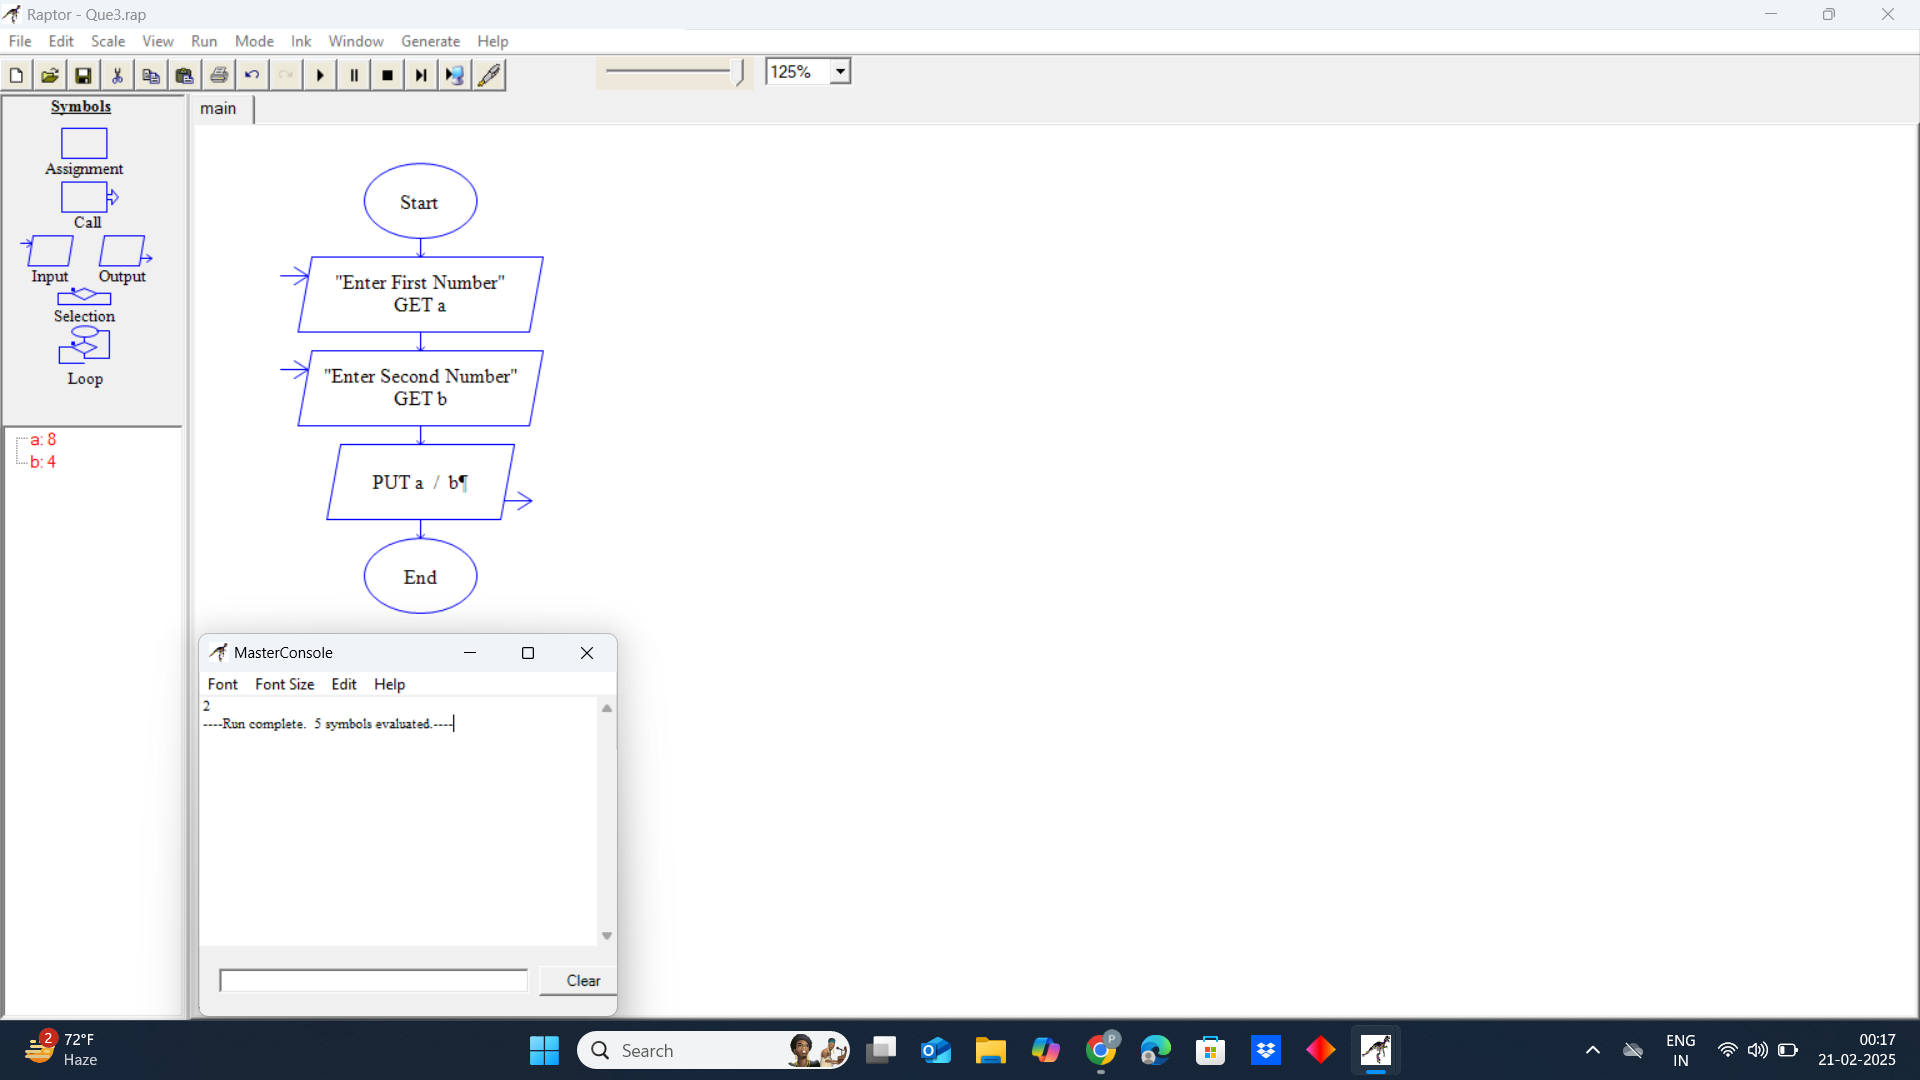 Raptor - Que3.rap
File Edit Scale View Run Mode Ink Window Generate Help
125%
Symbols
Assignment
Call
Input Output
Selection
Loop
a: 8
b: 4
main
Start
"Enter First Number"
GET a
"Enter Second Number"
GET b
PUT a / b¶
End
MasterConsole
Font Font Size Edit Help
2
----Run complete. 5 symbols evaluated.----
Clear
2
72°F
Haze
Search
P
ENG
IN
00:17
21-02-2025